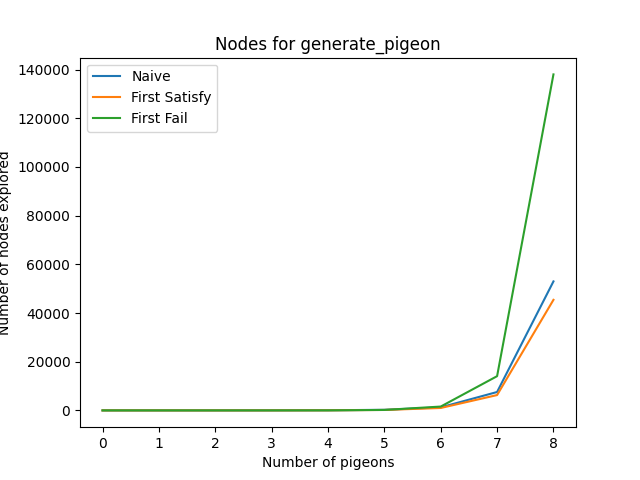 Nodes for generate_pigeon
Naive
First Satisfy
First Fail
140000
120000
100000
80000
60000
40000
20000
0
Number of nodes explored
0 1 2 3 4 5 6 7 8
Number of pigeons